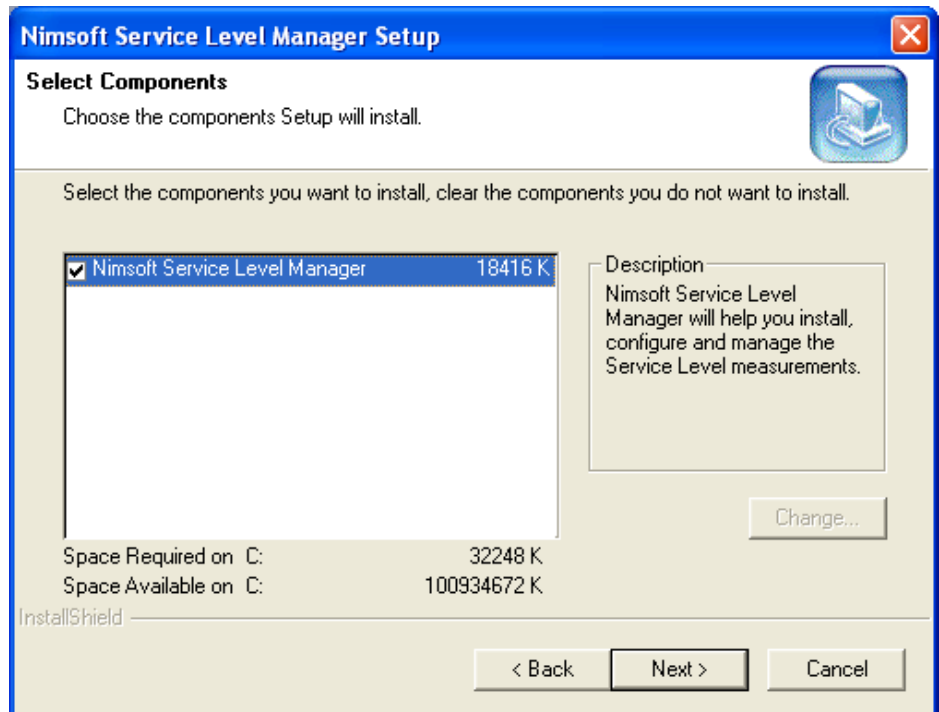 Nimsoft Service Level Manager Setup
Select Components
Choose the components Setup will install.
Select the components you want to install, clear the components you do not want to install.
Nimsoft Service Level Manager 18416 K
Description
Nimsoft Service Level
Manager will help you install,
configure and manage the
Service Level measurements.
Change...
Space Required on C: 32248 K
Space Available on C: 100934672 K
InstallShield
< Back Next > Cancel